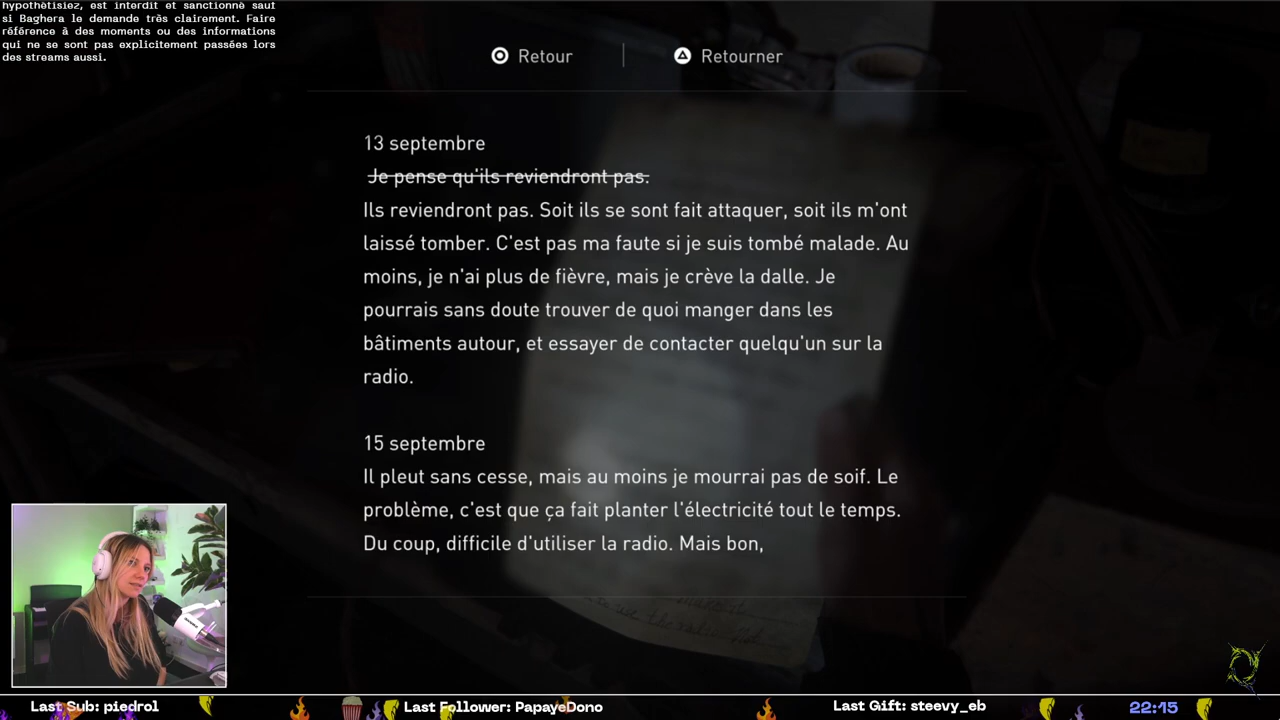 hypothétisiez, est interdit et sanctionné sauf
si Baghera le demande très clairement. Faire
référence à des moments ou des informations
qui ne se sont pas explicitement passées lors
des streams aussi.
Retour | Retourner
13 septembre
Je pense qu'ils reviendront pas.
Ils reviendront pas. Soit ils se sont fait attaquer, soit ils m'ont
laissé tomber. C'est pas ma faute si je suis tombé malade. Au
moins, je n'ai plus de fièvre, mais je crève la dalle. Je
pourrais sans doute trouver de quoi manger dans les
bâtiments autour, et essayer de contacter quelqu'un sur la
radio.
15 septembre
Il pleut sans cesse, mais au moins je mourrai pas de soif. Le
problème, c'est que ça fait planter l'électricité tout le temps.
Du coup, difficile d'utiliser la radio. Mais bon,
use the radio
Last Sub: piedrol
Last Follower: PapayeDono
Last Gift: steevy_eb
22:15